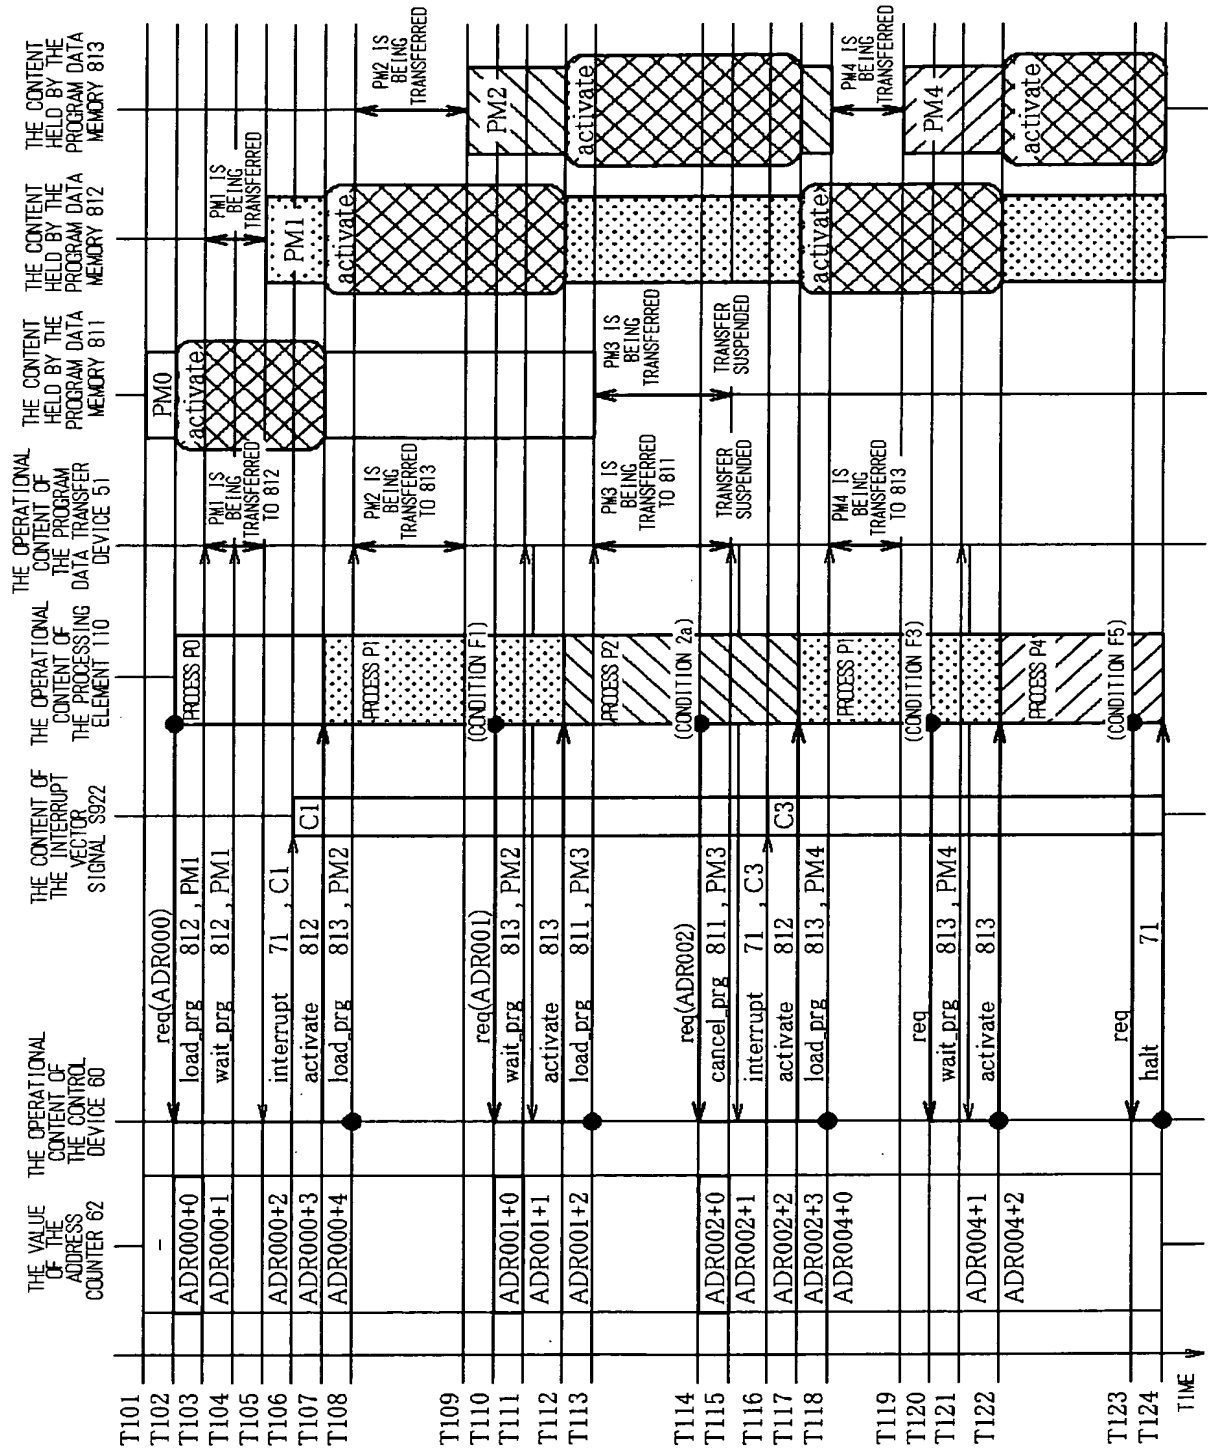 THE VALUE
OF THE
ADDRESS
COUNTER 62
THE OPERATIONAL
CONTENT OF
THE CONTROL
DEVICE 60
THE CONTENT OF
THE INTERRUPT
VECTOR
SIGNAL S922
THE OPERATIONAL
CONTENT OF
THE PROCESSING
ELEMENT 110
THE OPERATIONAL
CONTENT OF
THE PROGRAM
DATA TRANSFER
DEVICE 51
THE CONTENT
HELD BY THE
PROGRAM DATA
MEMORY 811
THE CONTENT
HELD BY THE
PROGRAM DATA
MEMORY 812
THE CONTENT
HELD BY THE
PROGRAM DATA
MEMORY 813
T101
T102
T103
T104
T105
T106
T107
T108
T109
T110
T111
T112
T113
T114
T115
T116
T117
T118
T119
T120
T121
T122
T123
T124
TIME
-
ADR000+0
ADR000+1
ADR000+2
ADR000+3
ADR000+4
ADR001+0
ADR001+1
ADR001+2
ADR002+0
ADR002+1
ADR002+2
ADR002+3
ADR004+0
ADR004+1
ADR004+2
req(ADR000)
load_prg 812 , PM1
wait_prg 812 , PM1
interrupt 71 , C1
activate 812
load_prg 813 , PM2
req(ADR001)
wait_prg 813 , PM2
activate 813
load_prg 811 , PM3
req(ADR002)
cancel_prg 811 , PM3
interrupt 71 , C3
activate 812
load_prg 813 , PM4
req
wait_prg 813 , PM4
activate 813
req
halt 71
C1
C3
PROCESS P0
PROCESS P1
(CONDITION F1)
PROCESS P2
(CONDITION 2a)
PROCESS P1
(CONDITION F3)
PROCESS P4
(CONDITION F5)
PM1 IS
BEING
TRANSFERRED
TO 812
PM2 IS
BEING
TRANSFERRED
TO 813
PM3 IS
BEING
TRANSFERRED
TO 811
TRANSFER
SUSPENDED
PM4 IS
BEING
TRANSFERRED
TO 813
PM0
activate
PM3 IS
BEING
TRANSFERRED
TRANSFER
SUSPENDED
PM1 IS
BEING
TRANSFERRED
PM1
activate
activate
PM2 IS
BEING
TRANSFERRED
PM2
activate
PM4 IS
BEING
TRANSFERRED
PM4
activate